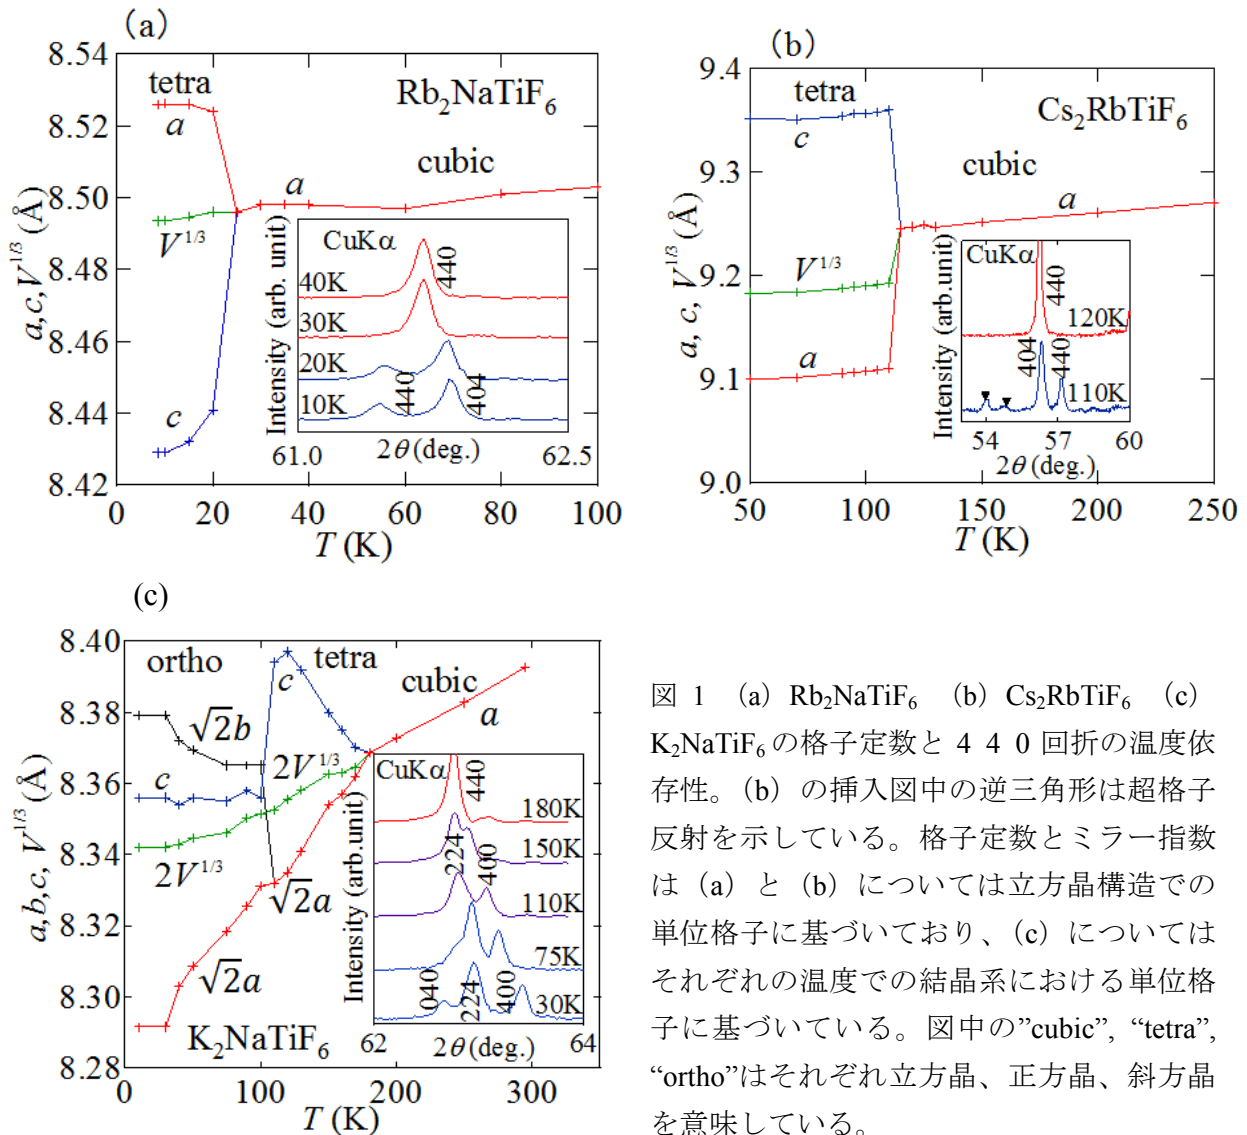 (a)
8.54
8.52
8.50
8.48
8.46
8.44
8.42
a,c,V^{1/3} (Å)
tetra
a
Rb₂NaTiF₆
cubic
a
V^{1/3}
c
CuKα
440
40K
30K
20K
10K
440
404
Intensity (arb. unit)
61.0
2θ (deg.)
62.5
0
20
40
60
80
100
T (K)
(b)
9.4
9.3
9.2
9.1
9.0
a, c, V^{1/3} (Å)
tetra
c
Cs₂RbTiF₆
cubic
a
V^{1/3}
a
CuKα
440
120K
404
440
110K
Intensity (arb.unit)
54
57
60
2θ (deg.)
50
100
150
200
250
T (K)
(c)
8.40
8.38
8.36
8.34
8.32
8.30
8.28
a,b,c, V^{1/3} (Å)
ortho
tetra
cubic
c
a
√2b
c
2V^{1/3}
2V^{1/3}
√2a
√2a
K₂NaTiF₆
CuKα
440
180K
150K
224
400
110K
75K
040
224
400
30K
Intensity (arb.unit)
62
2θ (deg.)
64
0
100
200
300
T (K)
図 1 (a) Rb₂NaTiF₆ (b) Cs₂RbTiF₆ (c)
K₂NaTiF₆の格子定数と４４０回折の温度依
存性。(b) の挿入図中の逆三角形は超格子
反射を示している。格子定数とミラー指数
は (a) と (b) については立方晶構造での
単位格子に基づいており、(c) については
それぞれの温度での結晶系における単位格
子に基づいている。図中の”cubic”, “tetra”,
“ortho”はそれぞれ立方晶、正方晶、斜方晶
を意味している。